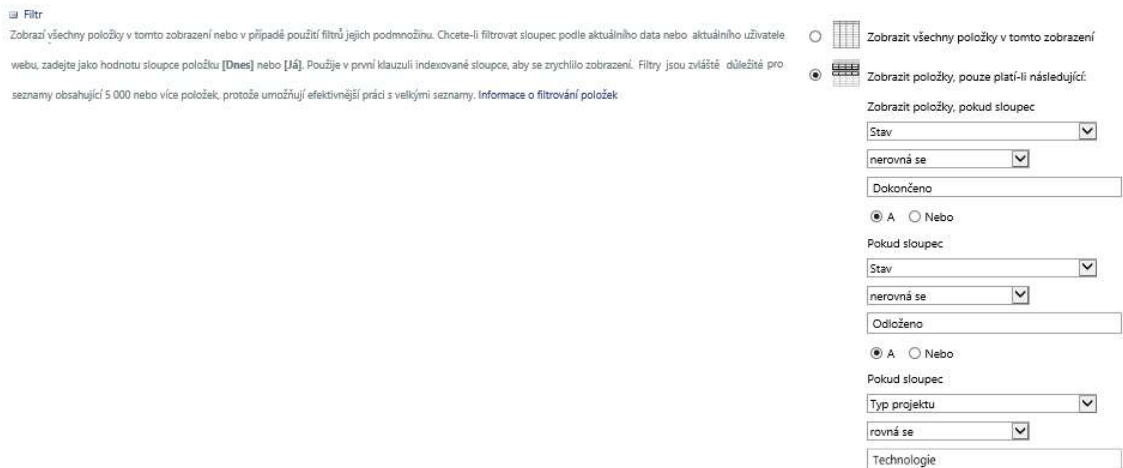 Filtr
Zobrazí všechny položky v tomto zobrazení nebo v případě použití filtrů jejich podmnožinu. Chcete-li filtrovat sloupec podle aktuálního data nebo aktuálního uživatele
webu, zadejte jako hodnotu sloupce položku [Dnes] nebo [Já]. Použije v první klauzuli indexované sloupce, aby se zrychlilo zobrazení. Filtry jsou zvláště důležité pro
seznamy obsahující 5 000 nebo více položek, protože umožňují efektivnější práci s velkými seznamy. Informace o filtrování položek
Zobrazit všechny položky v tomto zobrazení
Zobrazit položky, pouze platí-li následující:
Zobrazit položky, pokud sloupec
Stav
nerovná se
Dokončeno
A Nebo
Pokud sloupec
Stav
nerovná se
Odloženo
A Nebo
Pokud sloupec
Typ projektu
rovná se
Technologie